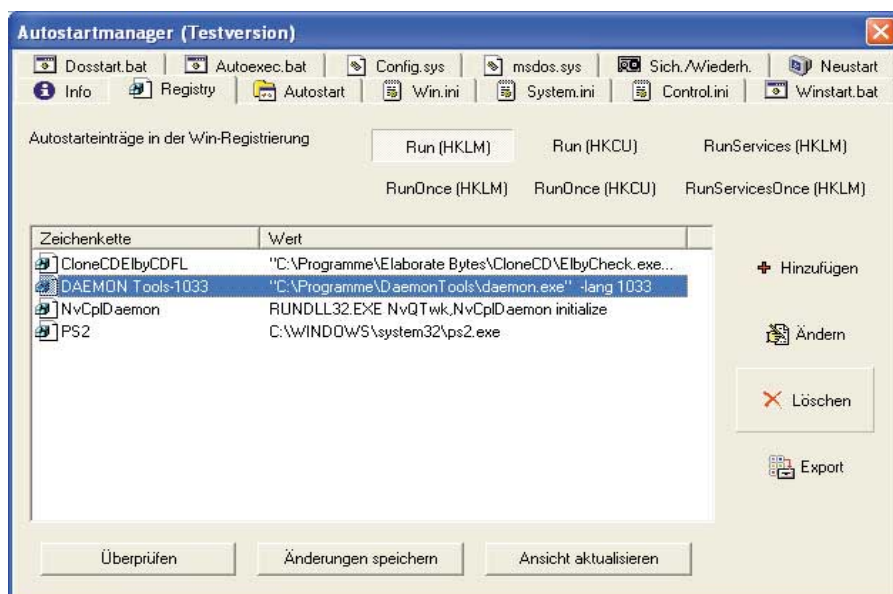 Autostartmanager (Testversion)
Dosstart.bat Autoexec.bat Config.sys msdos.sys Sich./Wiederh. Neustart
Info Registry Autostart Win.ini System.ini Control.ini Winstart.bat
Autostarteinträge in der Win-Registrierung
Run (HKLM) Run (HKCU) RunServices (HKLM)
RunOnce (HKLM) RunOnce (HKCU) RunServicesOnce (HKLM)
Zeichenkette Wert
CloneCDElbyCDFL "C:\Programme\Elaborate Bytes\CloneCD\ElbyCheck.exe...
DAEMON Tools-1033 "C:\Programme\DaemonTools\daemon.exe" -lang 1033
NvCplDaemon RUNDLL32.EXE NvQTwk,NvCplDaemon initialize
PS2 C:\WINDOWS\system32\ps2.exe
Hinzufügen
Ändern
Löschen
Export
Überprüfen Änderungen speichern Ansicht aktualisieren